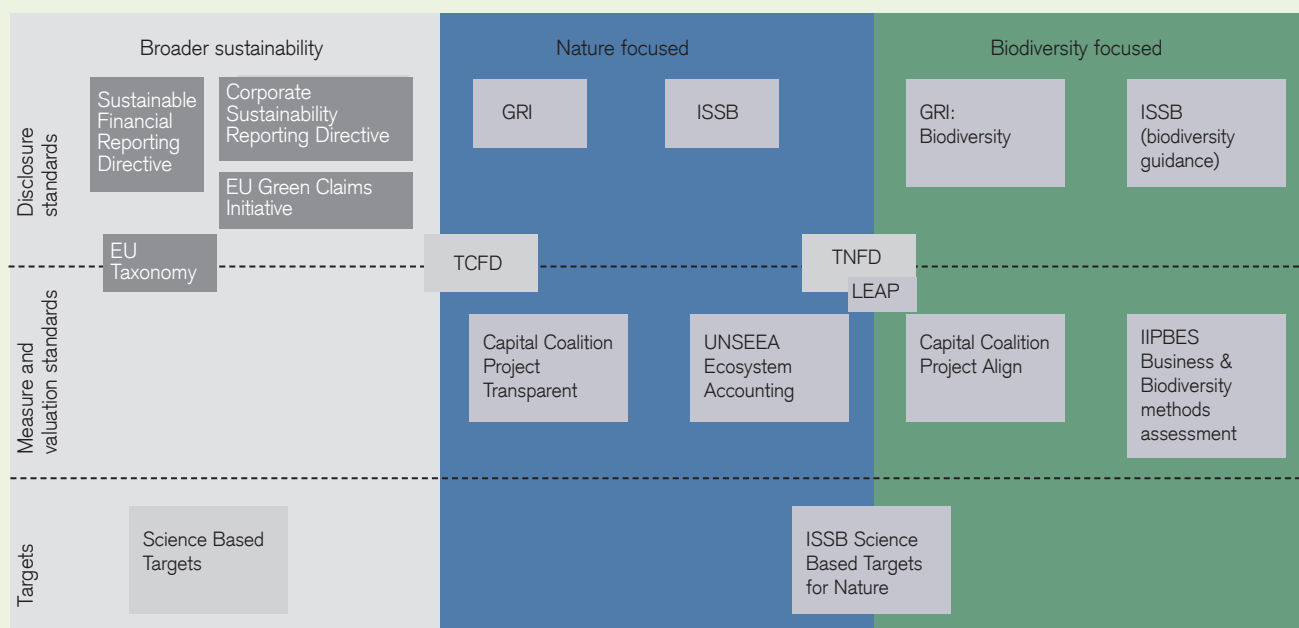 Broader sustainability
Nature focused
Biodiversity focused
Disclosure
standards
Sustainable
Financial
Reporting
Directive
Corporate
Sustainability
Reporting Directive
EU Green Claims
Initiative
GRI
ISSB
GRI:
Biodiversity
ISSB
(biodiversity
guidance)
EU
Taxonomy
TCFD
TNFD
LEAP
Measure and
valuation standards
Capital Coalition
Project
Transparent
UNSEEA
Ecosystem
Accounting
Capital Coalition
Project Align
IIPBES
Business &
Biodiversity
methods
assessment
Targets
Science Based
Targets
ISSB Science
Based Targets
for Nature